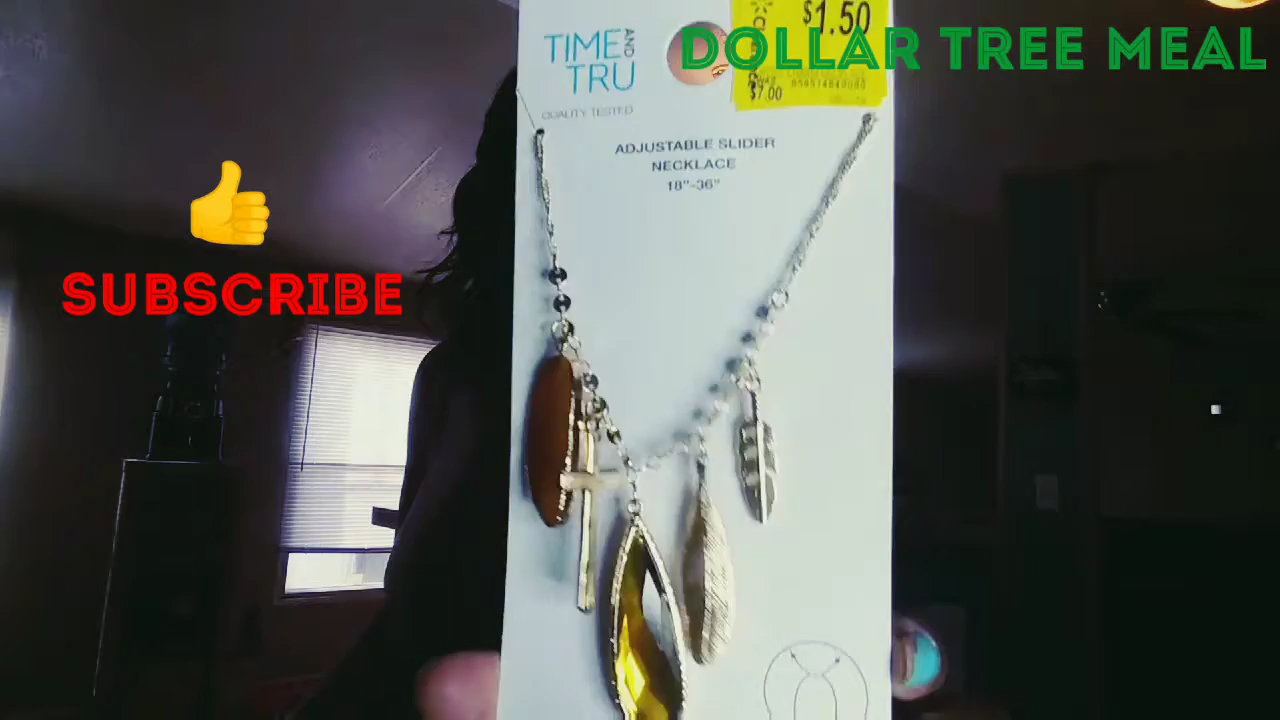 $1.50
DOLLAR TREE MEAL
$7.00
TIME AND TRU
QUALITY TESTED
ADJUSTABLE SLIDER
NECKLACE
18"-36"
SUBSCRIBE